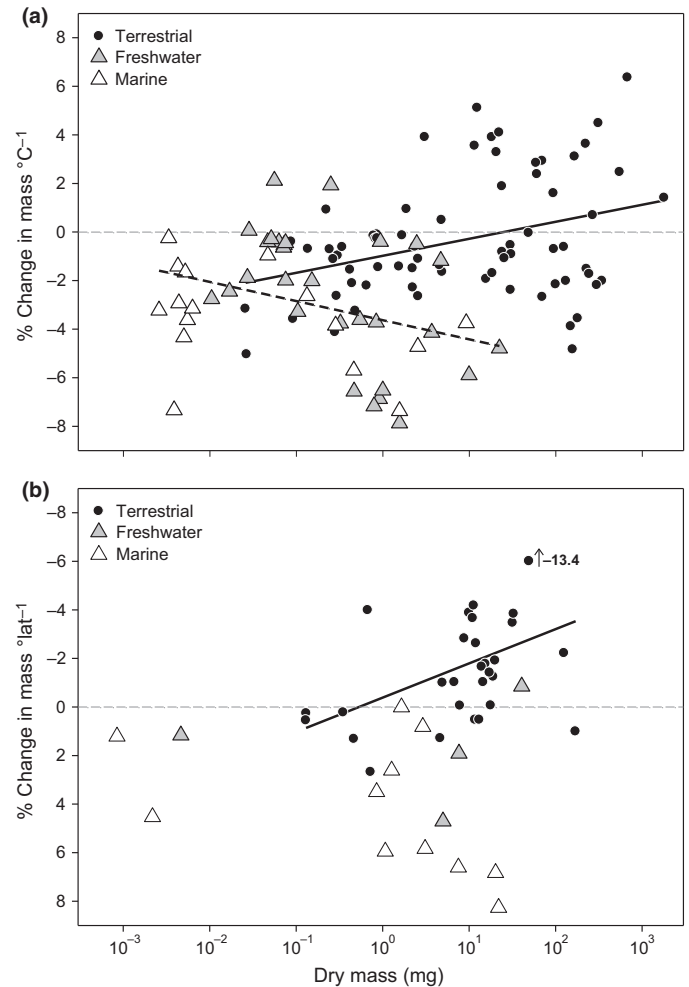 (a)
8
6
4
2
0
–2
–4
–6
–8
% Change in mass °C–1
Terrestrial
Freshwater
Marine
(b)
–8
–6
–4
–2
0
2
4
6
8
% Change in mass °lat–1
Terrestrial
Freshwater
Marine
–13.4
10–3
10–2
10–1
100
101
102
103
Dry mass (mg)